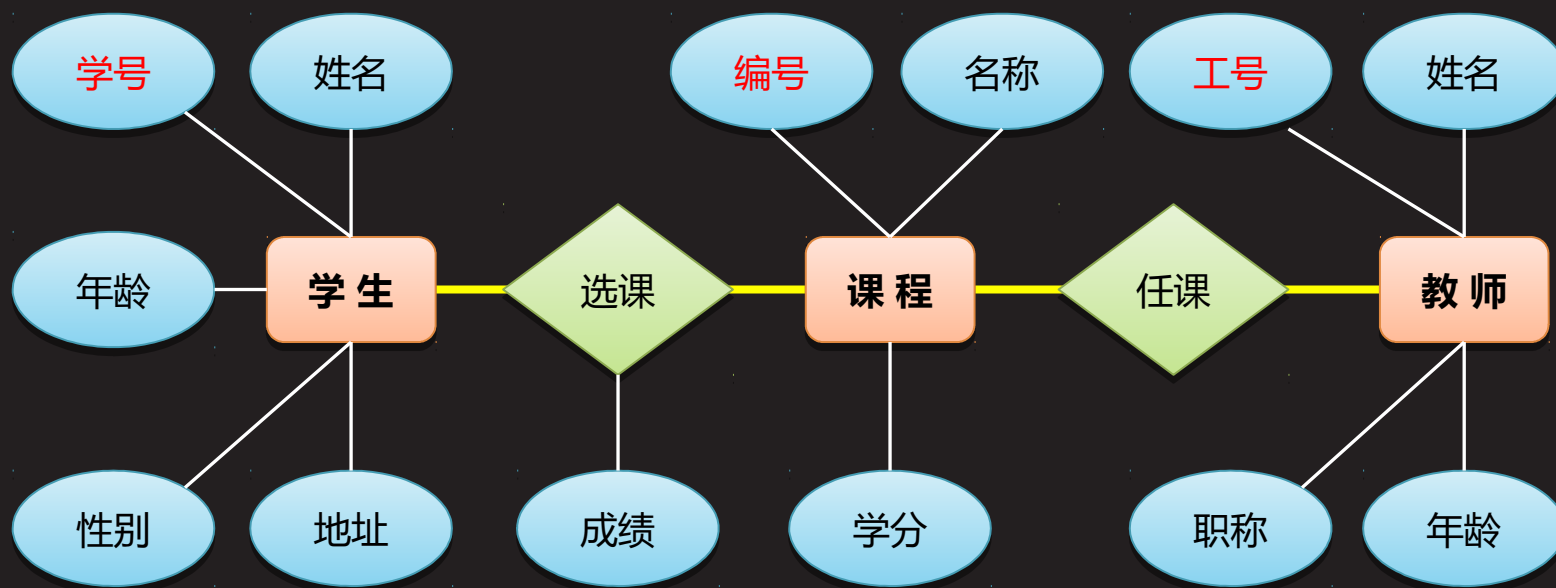 学号
姓名
编号
名称
工号
姓名
年龄
学 生
选课
课 程
任课
教 师
性别
地址
成绩
学分
职称
年龄